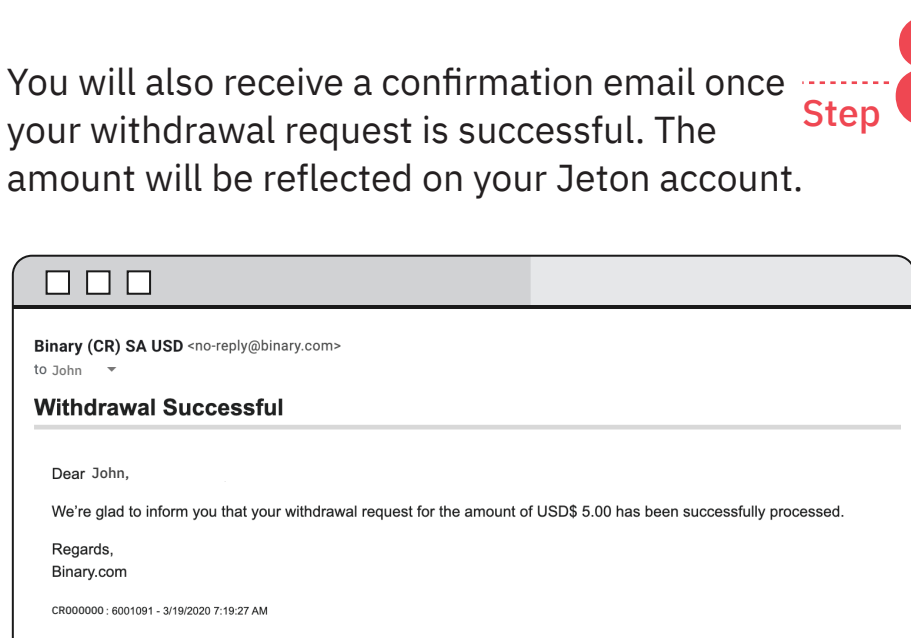 You will also receive a confirmation email once
your withdrawal request is successful. The
amount will be reflected on your Jeton account.
Step
Binary (CR) SA USD <no-reply@binary.com>
to John
Withdrawal Successful
Dear John,
We’re glad to inform you that your withdrawal request for the amount of USD$ 5.00 has been successfully processed.
Regards,
Binary.com
CR000000 : 6001091 - 3/19/2020 7:19:27 AM